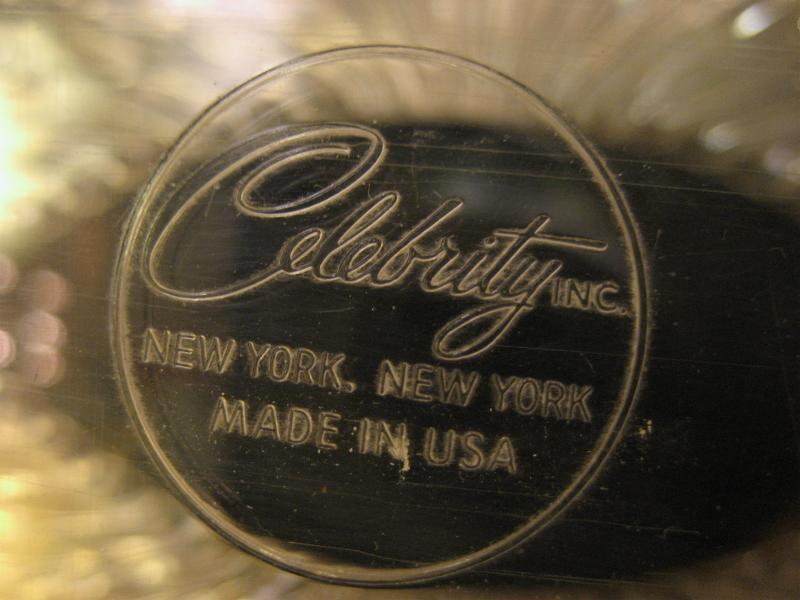 Celebrity INC.
NEW YORK, NEW YORK
MADE IN USA